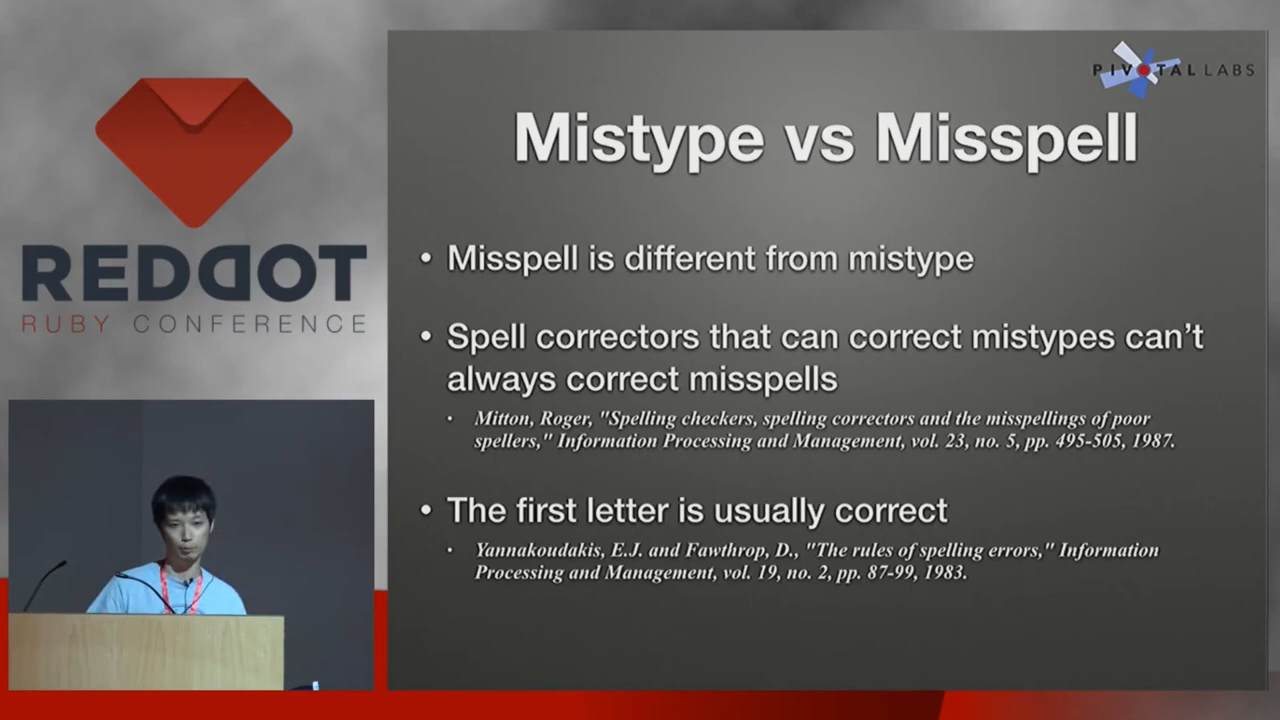 REDDOT
RUBY CONFERENCE
PIVOTAL LABS
Mistype vs Misspell
• Misspell is different from mistype
• Spell correctors that can correct mistypes can’t
always correct misspells
• Mitton, Roger, "Spelling checkers, spelling correctors and the misspellings of poor
spellers," Information Processing and Management, vol. 23, no. 5, pp. 495-505, 1987.
• The first letter is usually correct
• Yannakoudakis, E.J. and Fawthrop, D., "The rules of spelling errors," Information
Processing and Management, vol. 19, no. 2, pp. 87-99, 1983.